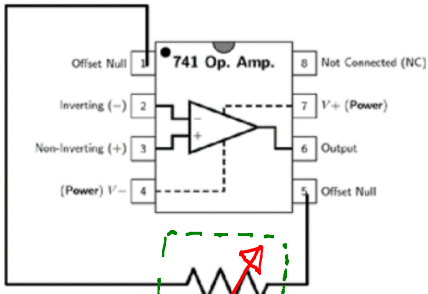 741 Op. Amp.
Offset Null 1
Inverting (−) 2
Non-Inverting (+) 3
(Power) V− 4
8 Not Connected (NC)
7 V+ (Power)
6 Output
5 Offset Null
−
+